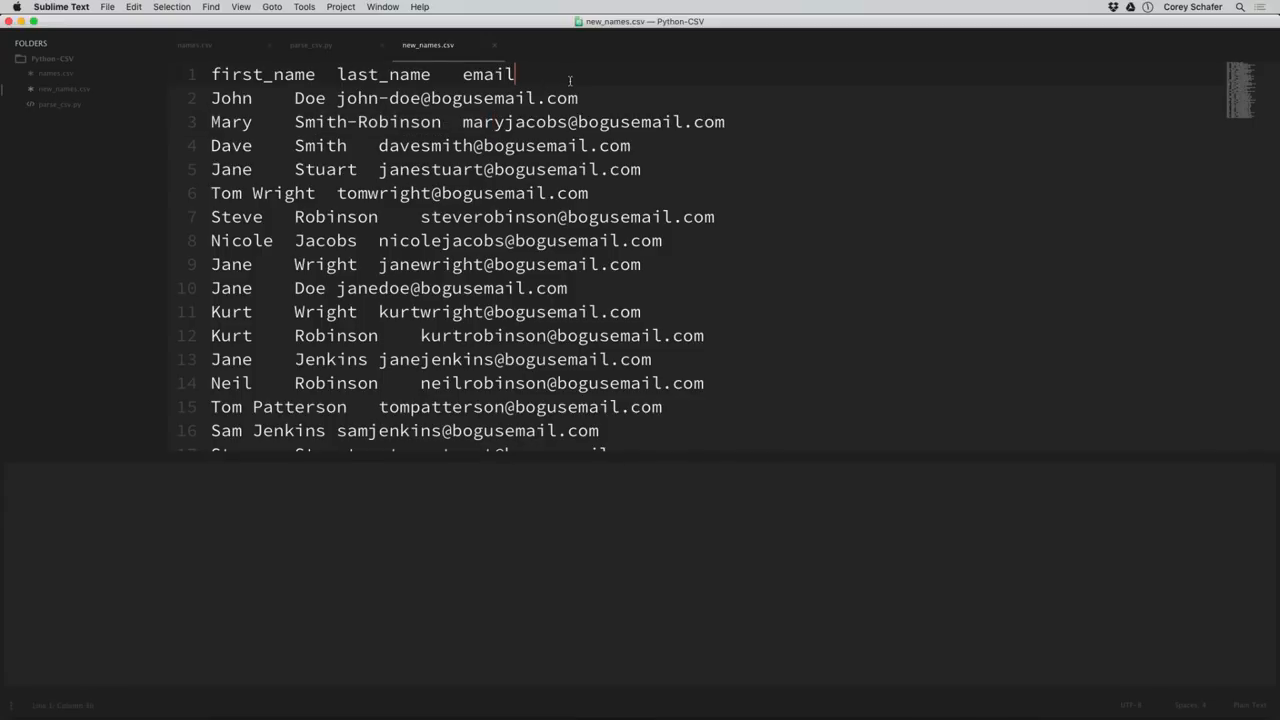 Sublime Text File Edit Selection Find View Goto Tools Project Window Help Corey Schafer
new_names.csv — Python-CSV
FOLDERS
names.csv parse_csv.py new_names.csv
Python-CSV
names.csv
new_names.csv
parse_csv.py
1 first_name last_name email
2 John Doe john-doe@bogusemail.com
3 Mary Smith-Robinson maryjacobs@bogusemail.com
4 Dave Smith davesmith@bogusemail.com
5 Jane Stuart janestuart@bogusemail.com
6 Tom Wright tomwright@bogusemail.com
7 Steve Robinson steverobinson@bogusemail.com
8 Nicole Jacobs nicolejacobs@bogusemail.com
9 Jane Wright janewright@bogusemail.com
10 Jane Doe janedoe@bogusemail.com
11 Kurt Wright kurtwright@bogusemail.com
12 Kurt Robinson kurtrobinson@bogusemail.com
13 Jane Jenkins janejenkins@bogusemail.com
14 Neil Robinson neilrobinson@bogusemail.com
15 Tom Patterson tompatterson@bogusemail.com
16 Sam Jenkins samjenkins@bogusemail.com
Line 1, Column 
UTF-8 Spaces: Plain Text